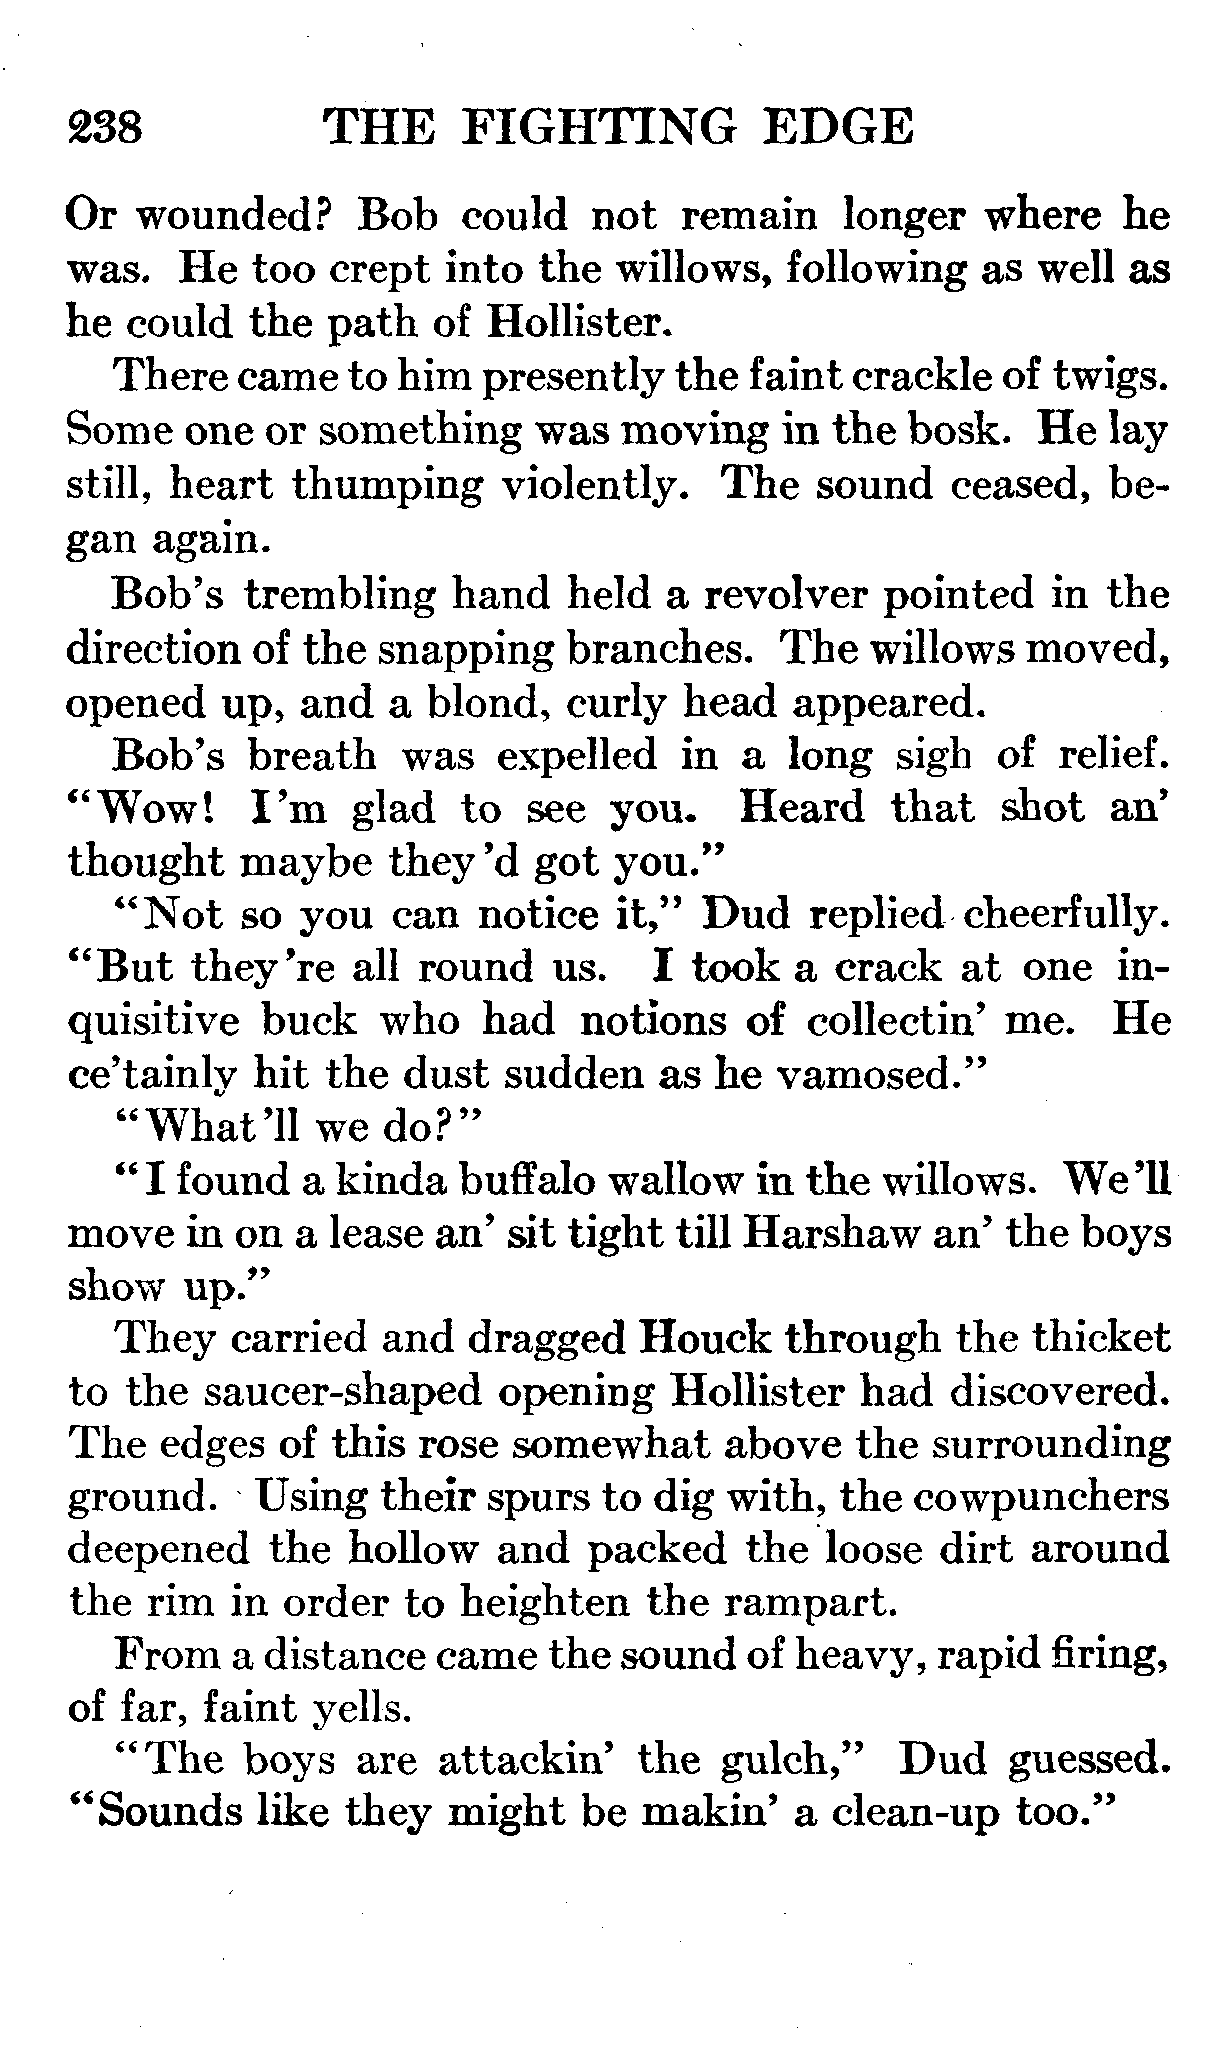 238 THE FIGHTING EDGE
Or wounded? Bob could not remain longer where he
was. He too crept into the willows, following as well as
he could the path of Hollister.
There came to him presently the faint crackle of twigs.
Some one or something was moving in the bosk. He lay
still, heart thumping violently. The sound ceased, be-
gan again.
Bob's trembling hand held a revolver pointed in the
direction of the snapping branches. The willows moved,
opened up, and a blond, curly head appeared.
Bob's breath was expelled in a long sigh of relief.
“Wow! I'm glad to see you. Heard that shot an'
thought maybe they'd got you.”
“Not so you can notice it,” Dud replied cheerfully.
“But they're all round us. I took a crack at one in-
quisitive buck who had notions of collectin' me. He
ce'tainly hit the dust sudden as he vamosed.”
“What'll we do?”
“I found a kinda buffalo wallow in the willows. We'll
move in on a lease an' sit tight till Harshaw an' the boys
show up.”
They carried and dragged Houck through the thicket
to the saucer-shaped opening Hollister had discovered.
The edges of this rose somewhat above the surrounding
ground. Using their spurs to dig with, the cowpunchers
deepened the hollow and packed the loose dirt around
the rim in order to heighten the rampart.
From a distance came the sound of heavy, rapid firing,
of far, faint yells.
“The boys are attackin' the gulch,” Dud guessed.
“Sounds like they might be makin' a clean-up too.”